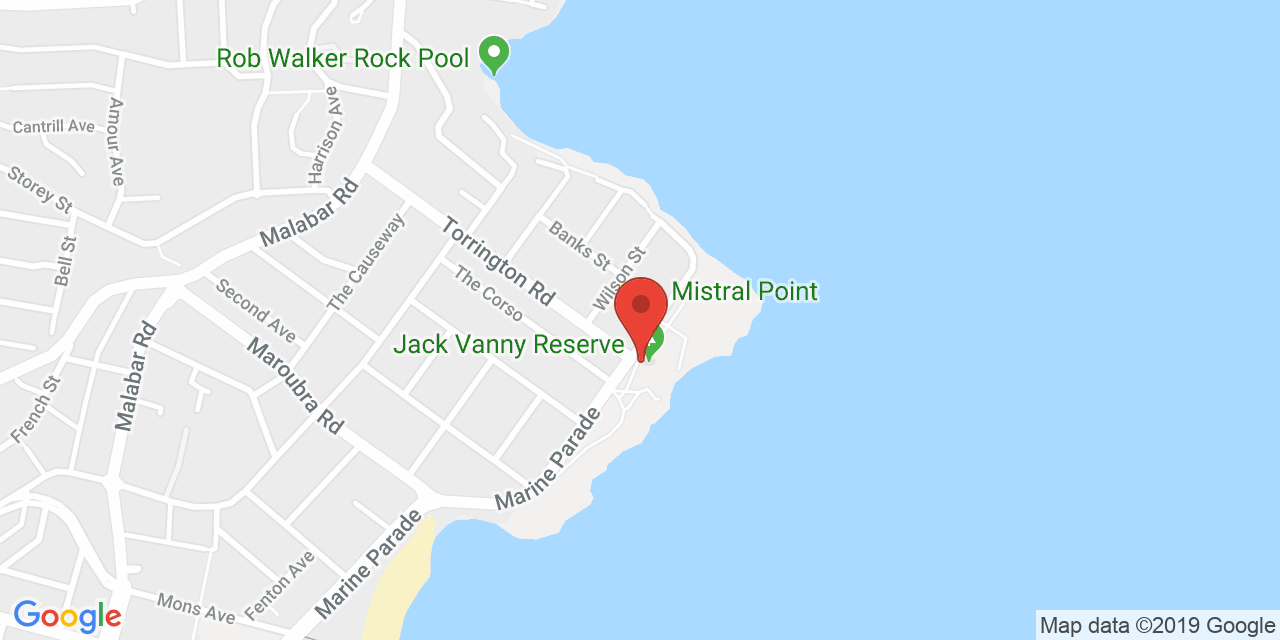 Rob Walker Rock Pool
Cantrill Ave
Amour Ave
Harrison Ave
Storey St
Malabar Rd
Bell St
The Causeway
Torrington Rd
Banks St
Wilson St
The Corso
Second Ave
Mistral Point
Jack Vanny Reserve
Malabar Rd
Maroubra Rd
French St
Marine Parade
Marine Parade
Fenton Ave
Mons Ave
Google
Map data ©2019 Google